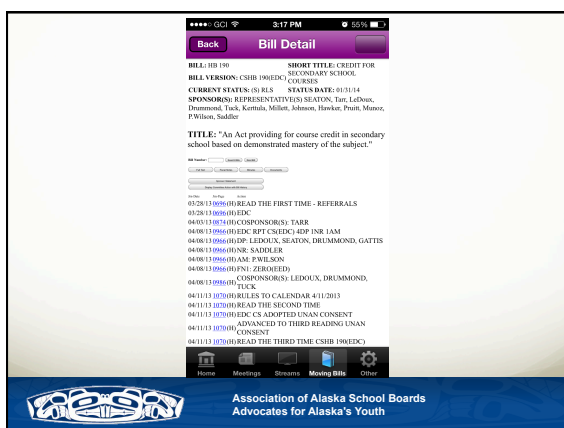 GCI 3:17 PM 55%
Back Bill Detail
BILL: HB 190 SHORT TITLE: CREDIT FOR SECONDARY SCHOOL COURSES
BILL VERSION: CSHB 190(EDC)
CURRENT STATUS: (S) RLS STATUS DATE: 01/31/14
SPONSOR(S): REPRESENTATIVE(S) SEATON, Tarr, LeDoux,
Drummond, Tuck, Kerttula, Millett, Johnson, Hawker, Pruitt, Munoz,
P.Wilson, Saddler
TITLE: "An Act providing for course credit in secondary
school based on demonstrated mastery of the subject."
Bill Number:
Jrn-Date Jrn-Page Action
03/28/13 0696 (H) READ THE FIRST TIME - REFERRALS
03/28/13 0696 (H) EDC
04/03/13 0874 (H) COSPONSOR(S): TARR
04/08/13 0966 (H) EDC RPT CS(EDC) 4DP 1NR 1AM
04/08/13 0966 (H) DP: LEDOUX, SEATON, DRUMMOND, GATTIS
04/08/13 0966 (H) NR: SADDLER
04/08/13 0966 (H) AM: P.WILSON
04/08/13 0966 (H) FN1: ZERO(EED)
04/08/13 0986 (H) COSPONSOR(S): LEDOUX, DRUMMOND,
TUCK
04/11/13 1070 (H) RULES TO CALENDAR 4/11/2013
04/11/13 1070 (H) READ THE SECOND TIME
04/11/13 1070 (H) EDC CS ADOPTED UNAN CONSENT
04/11/13 1070 (H) ADVANCED TO THIRD READING UNAN
CONSENT
04/11/13 1070 (H) READ THE THIRD TIME CSHB 190(EDC)
Home Meetings Streams Moving Bills Other
Association of Alaska School Boards
Advocates for Alaska's Youth